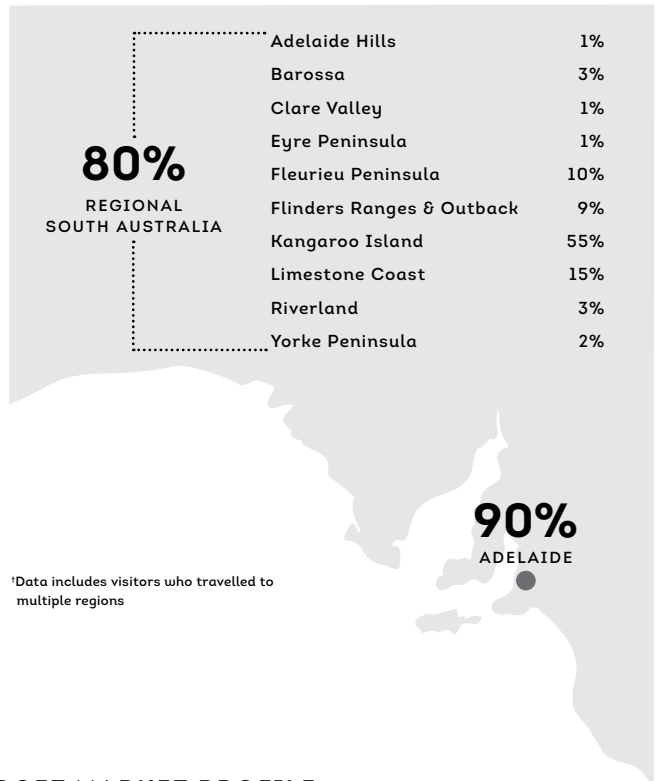 Adelaide Hills 1%
Barossa 3%
Clare Valley 1%
Eyre Peninsula 1%
80%
Fleurieu Peninsula 10%
REGIONAL
SOUTH AUSTRALIA
Flinders Ranges & Outback 9%
Kangaroo Island 55%
Limestone Coast 15%
Riverland 3%
Yorke Peninsula 2%
90%
ADELAIDE
†Data includes visitors who travelled to
multiple regions
MARKET PROFILE